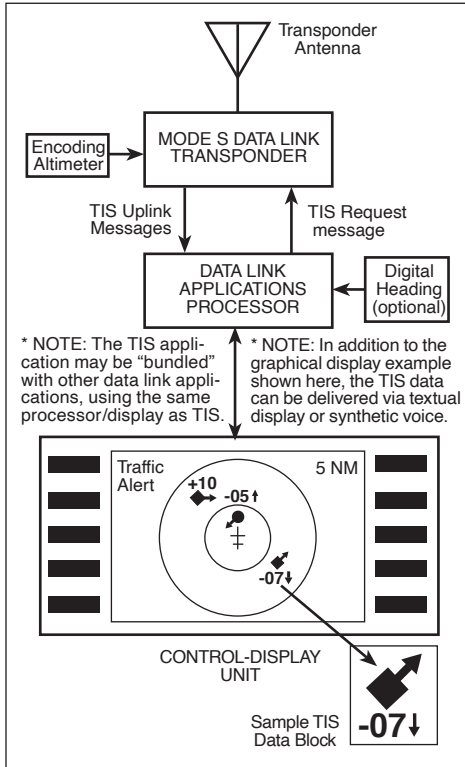 Transponder
Antenna
MODE S DATA LINK
TRANSPONDER
Encoding
Altimeter
TIS Uplink
Messages
TIS Request
message
DATA LINK
APPLICATIONS
PROCESSOR
Digital
Heading
(optional)
* NOTE: The TIS appli-
cation may be “bundled”
with other data link appli-
cations, using the same
processor/display as TIS.
* NOTE: In addition to the
graphical display example
shown here, the TIS data
can be delivered via textual
display or synthetic voice.
Traffic
Alert
5 NM
+10
-05↑
-07↓
CONTROL-DISPLAY
UNIT
Sample TIS
Data Block
-07↓